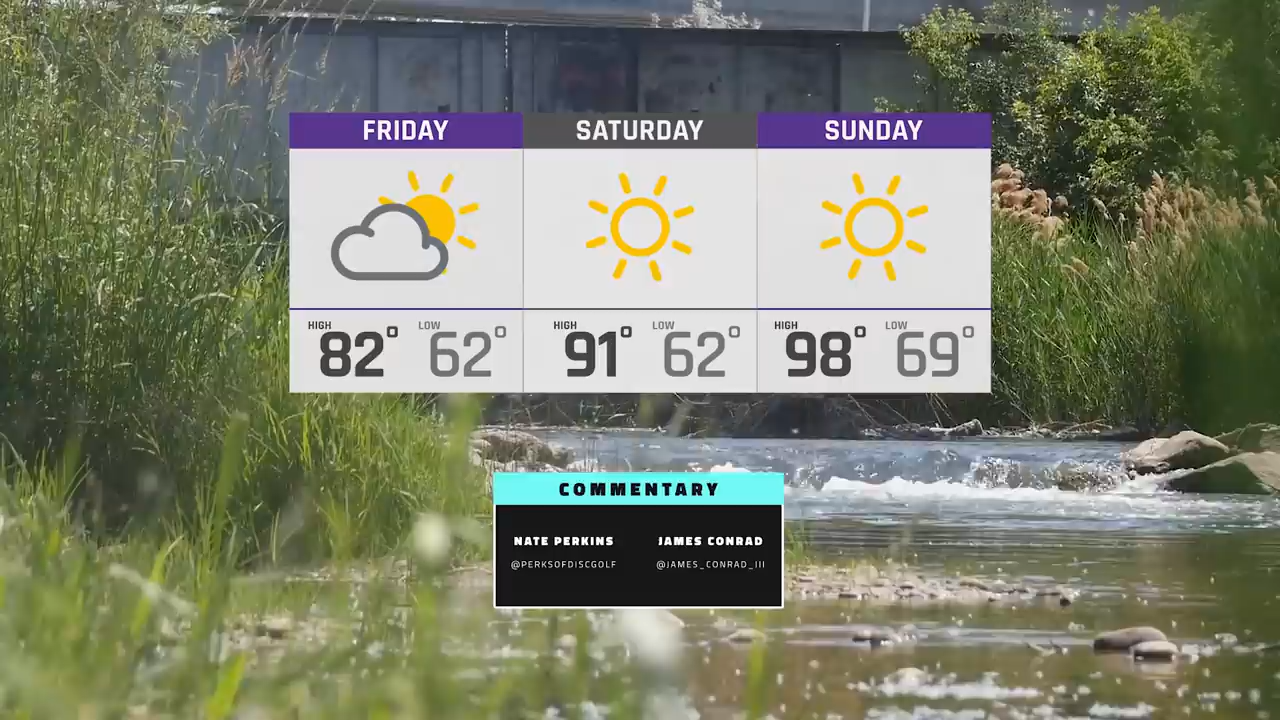 FRIDAY SATURDAY SUNDAY
HIGH 82° LOW 62° HIGH 91° LOW 62° HIGH 98° LOW 69°
COMMENTARY
NATE PERKINS JAMES CONRAD
@PERKSOFDISCGOLF @JAMES_CONRAD_III